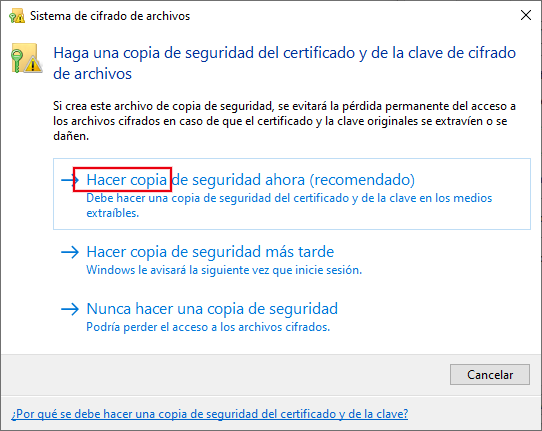 Sistema de cifrado de archivos
Haga una copia de seguridad del certificado y de la clave de cifrado
de archivos
Si crea este archivo de copia de seguridad, se evitará la pérdida permanente del acceso a
los archivos cifrados en caso de que el certificado y la clave originales se extravíen o se
dañen.
Hacer copia de seguridad ahora (recomendado)
Debe hacer una copia de seguridad del certificado y de la clave en los medios
extraíbles.
Hacer copia de seguridad más tarde
Windows le avisará la siguiente vez que inicie sesión.
Nunca hacer una copia de seguridad
Podría perder el acceso a los archivos cifrados.
Cancelar
¿Por qué se debe hacer una copia de seguridad del certificado y de la clave?